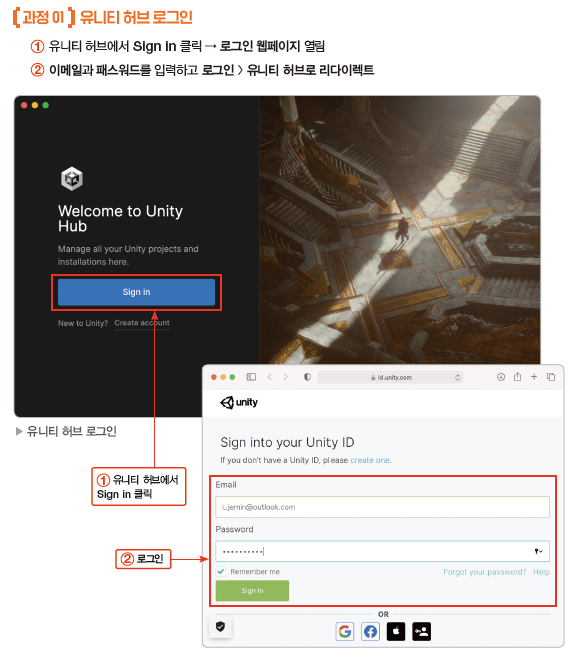 [과정 01] 유니티 허브 로그인
① 유니티 허브에서 Sign in 클릭 → 로그인 웹페이지 열림
② 이메일과 패스워드를 입력하고 로그인 > 유니티 허브로 리다이렉트
Welcome to Unity
Hub
Manage all your Unity projects and
installations here.
Sign in
New to Unity? Create account
▶ 유니티 허브 로그인
① 유니티 허브에서
Sign in 클릭
id.unity.com
unity
Sign into your Unity ID
If you don't have a Unity ID, please create one.
Email
i_jemin@outlook.com
Password
② 로그인
Remember me
Forgot your password? Help
Sign in
OR